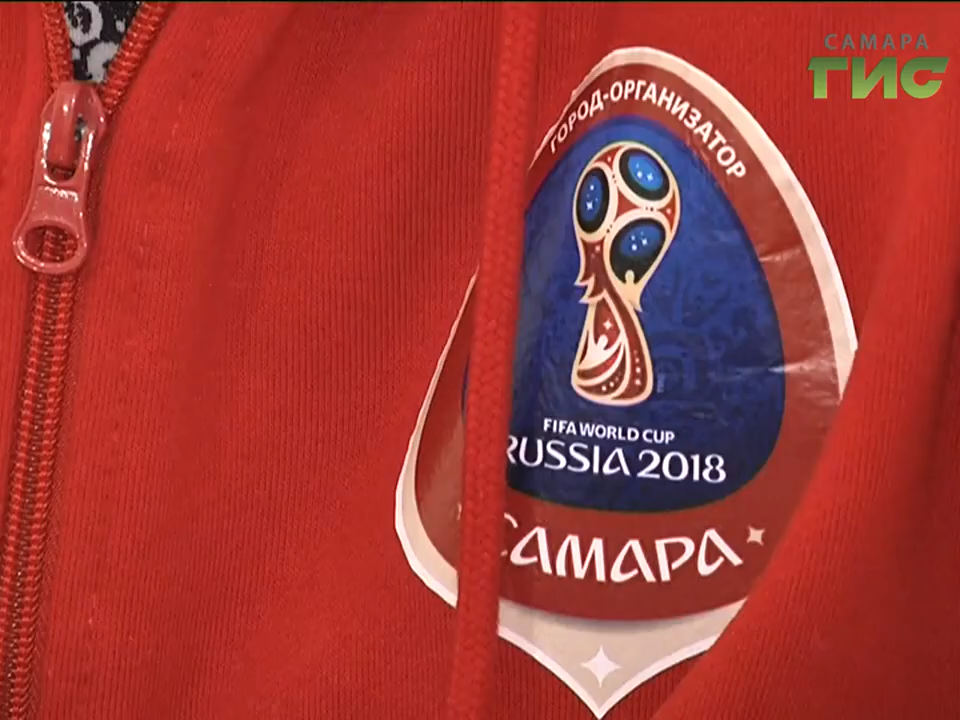 САМАРА
ГИС
ГОРОД-ОРГАНИЗАТОР
FIFA WORLD CUP
RUSSIA 2018
САМАРА